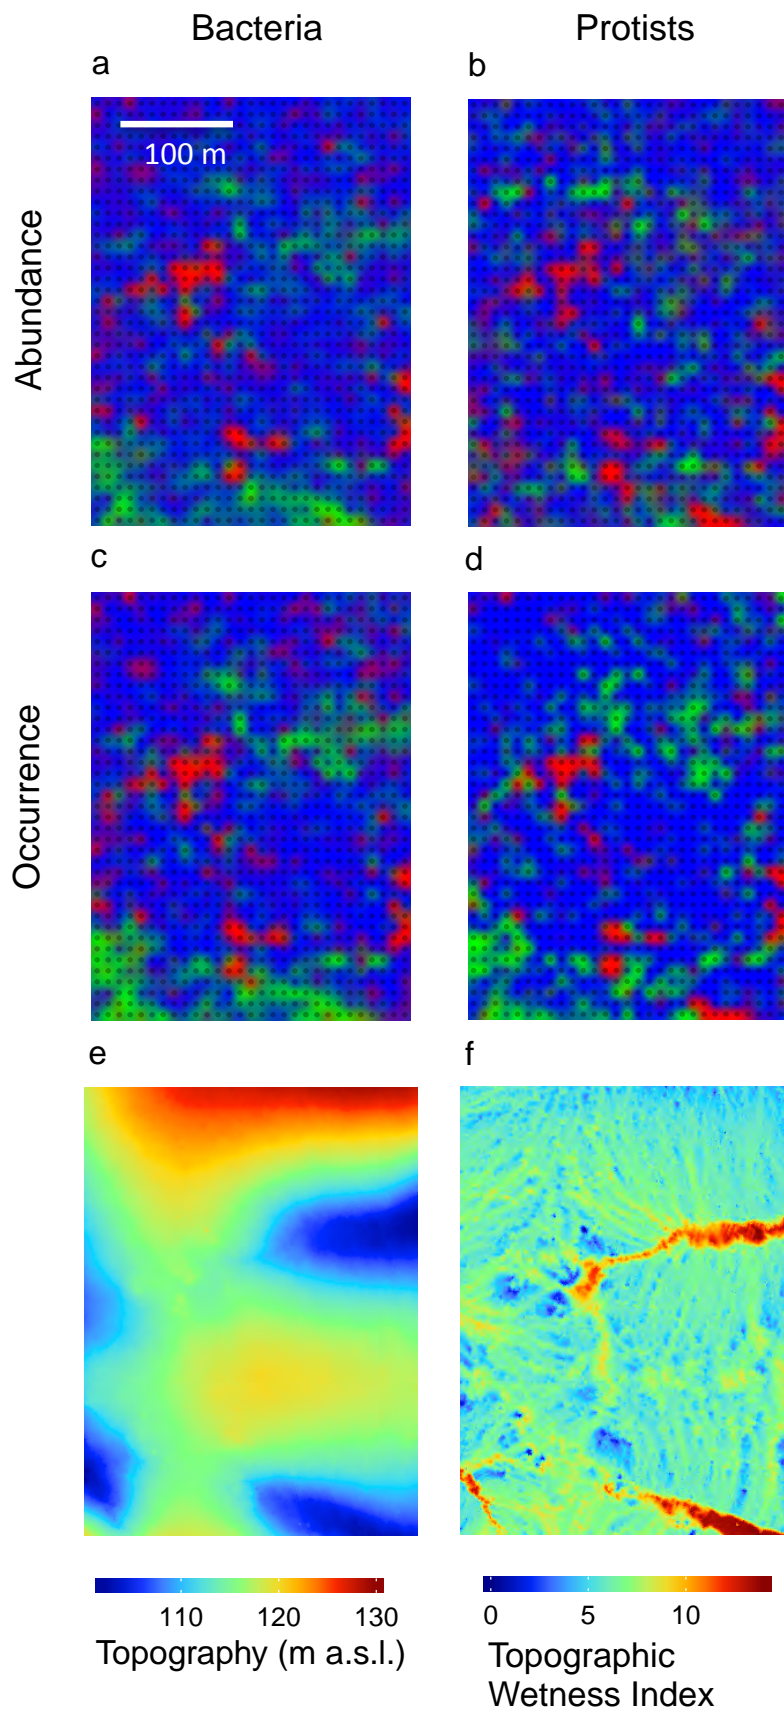 Bacteria
Protists
a
b
100 m
Abundance
c
d
Occurrence
e
f
110 120 130
Topography (m a.s.l.)
0 5 10
Topographic
Wetness Index